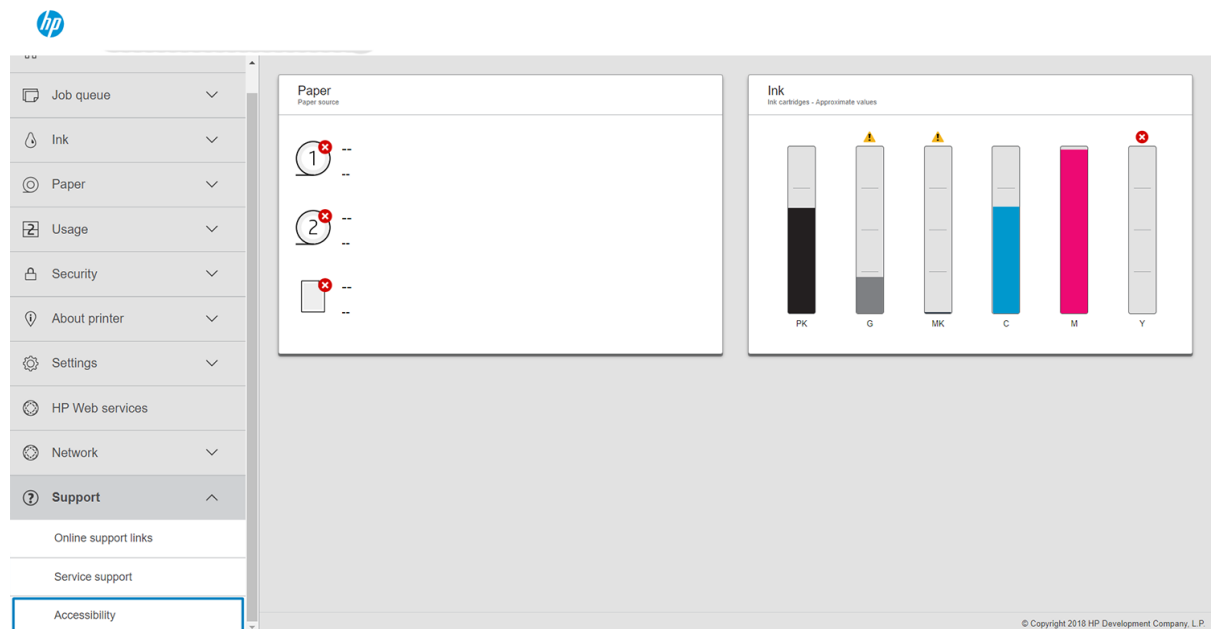 hp
Job queue
Ink
Paper
2 Usage
Security
About printer
Settings
HP Web services
Network
? Support
Online support links
Service support
Accessibility
Paper
Paper source
1 --
--
2 --
--
--
--
Ink
Ink cartridges - Approximate values
PK G MK C M Y
© Copyright 2018 HP Development Company, L.P.